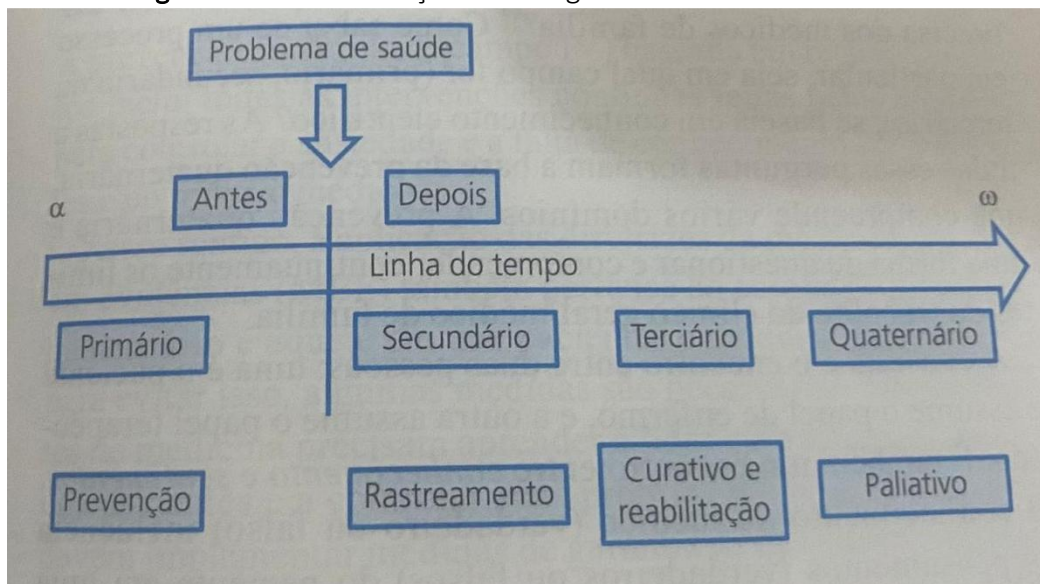 Problema de saúde
Antes
Depois
α
ω
Linha do tempo
Primário
Secundário
Terciário
Quaternário
Prevenção
Rastreamento
Curativo e
reabilitação
Paliativo